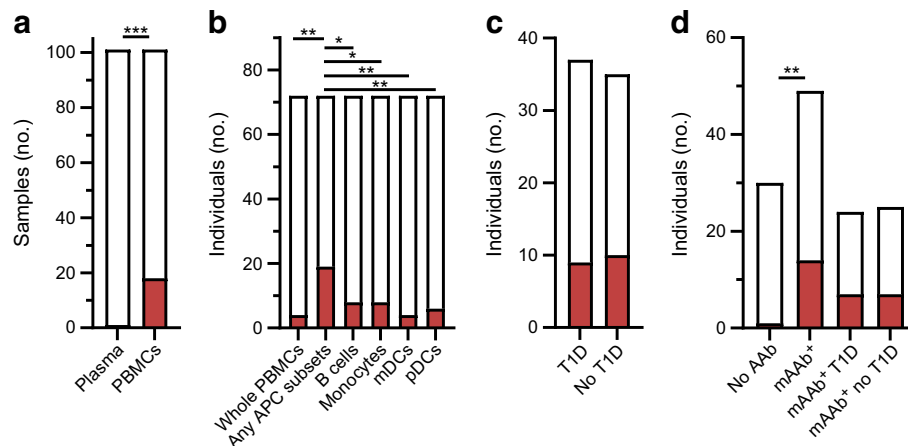 a
***
Samples (no.)
100
80
60
40
20
0
Plasma
PBMCs
b
**
*
*
**
**
Individuals (no.)
80
60
40
20
0
Whole PBMCs
Any APC subsets
B cells
Monocytes
mDCs
pDCs
c
Individuals (no.)
40
30
20
10
0
T1D
No T1D
d
**
Individuals (no.)
60
40
20
0
No AAb
mAAb⁺
mAAb⁺ T1D
mAAb⁺ no T1D